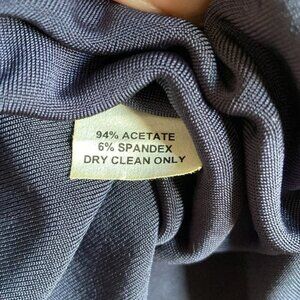 94% ACETATE
6% SPANDEX
DRY CLEAN ONLY